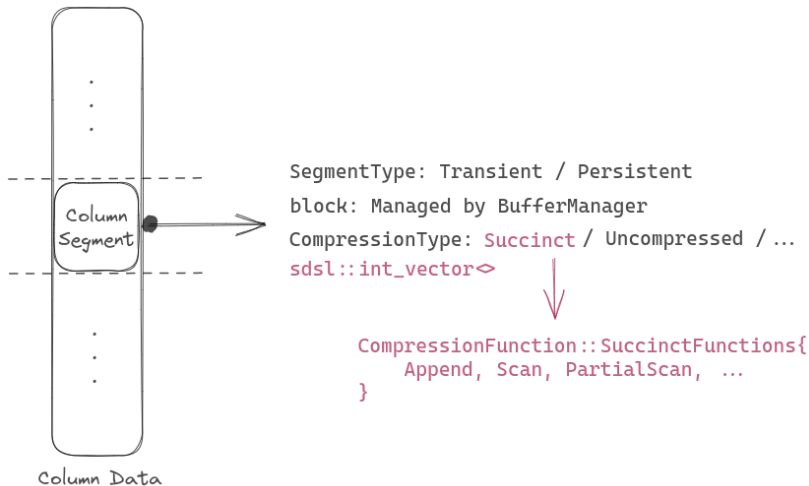 SegmentType: Transient / Persistent
block: Managed by BufferManager
Column
Segment
CompressionType: Succinct / Uncompressed / ...
sdsl::int_vector<>
CompressionFunction::SuccinctFunctions{
Append, Scan, PartialScan, ...
}
Column Data